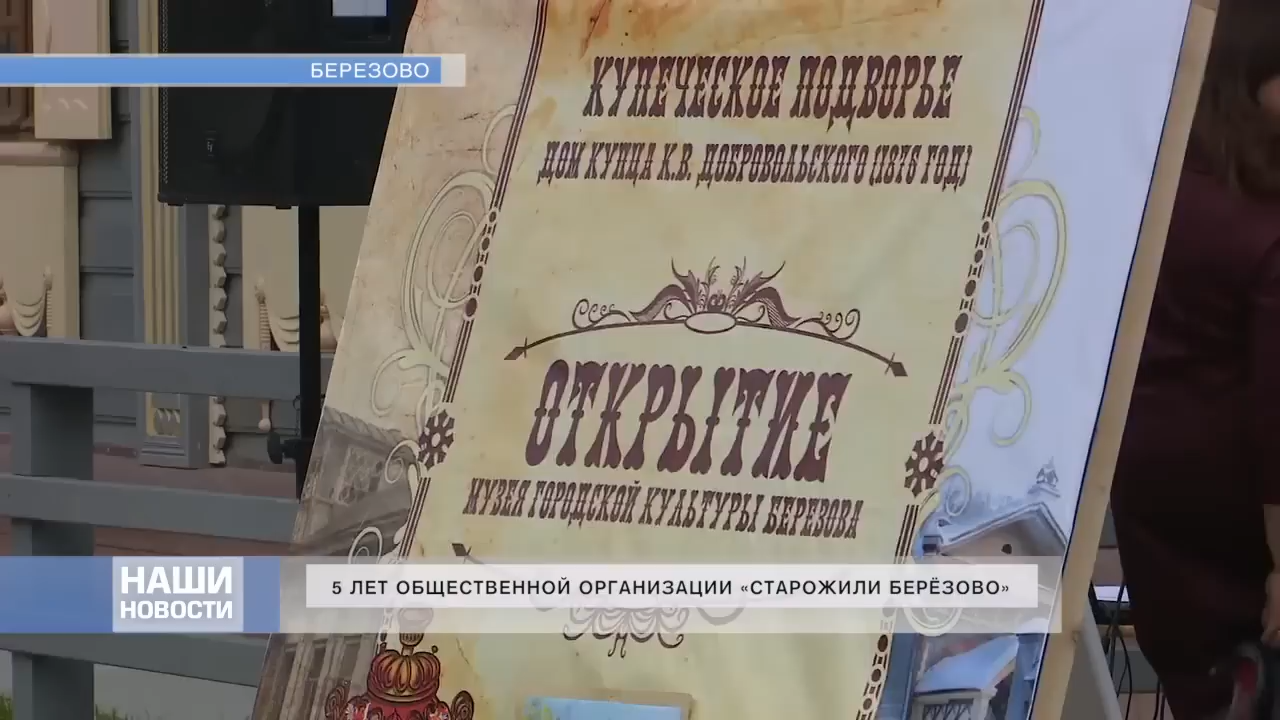 БЕРЕЗОВО
КУПЕЧЕСКОЕ ПОДВОРЬЕ
ДОМ КУПЦА К.В. ДОБРОВОЛЬСКОГО (1876 ГОД)
ОТКРЫТИЕ
МУЗЕЯ ГОРОДСКОЙ КУЛЬТУРЫ БЕРЕЗОВА
НАШИ
НОВОСТИ
5 ЛЕТ ОБЩЕСТВЕННОЙ ОРГАНИЗАЦИИ «СТАРОЖИЛИ БЕРЁЗОВО»